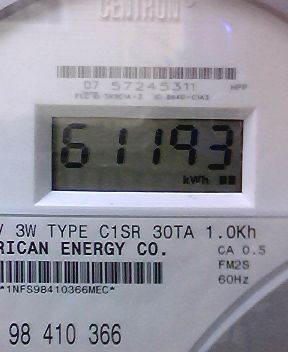 CENTRON
07 57245311 HPP
61193
kWh
V 3W TYPE C1SR 30TA 1.0Kh
RICAN ENERGY CO. CA 0.5
FM2S
*1NFS98410366MEC* 60Hz
98 410 366